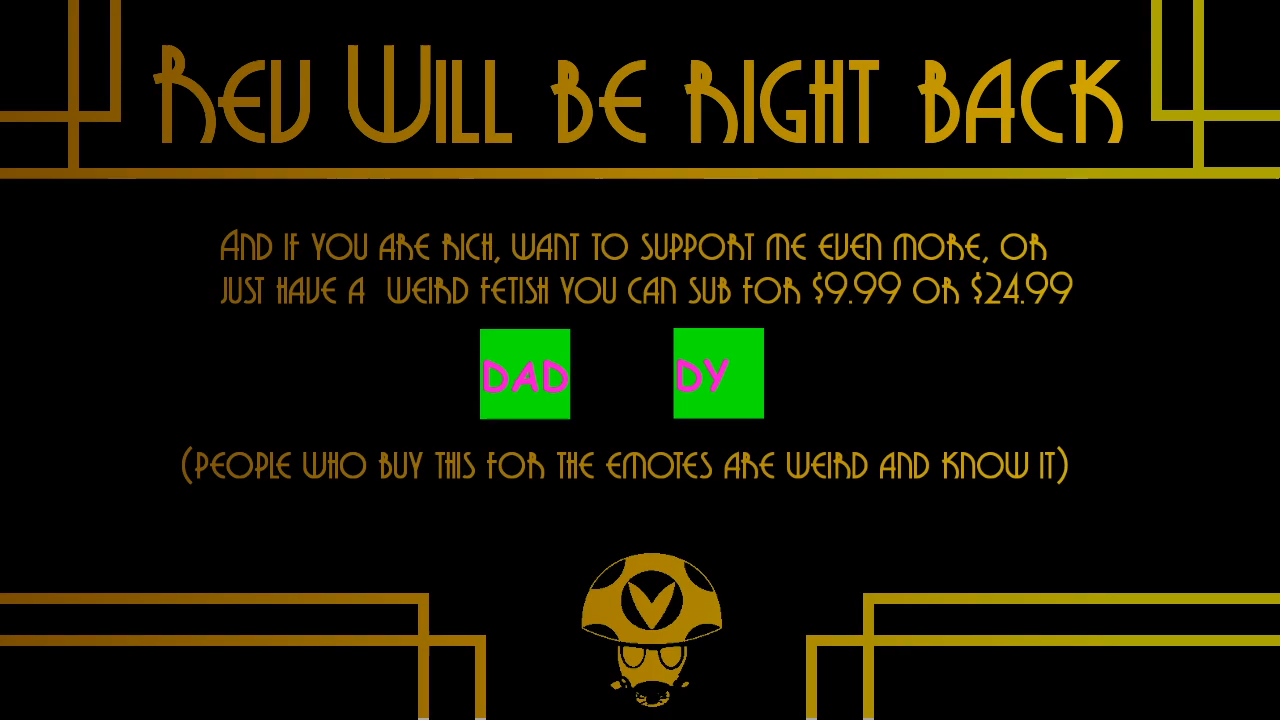 Rev Will be right back
And if you are rich, want to support me even more, or
just have a weird fetish you can sub for $9.99 or $24.99
DAD DY
(people who buy this for the emotes are weird and know it)